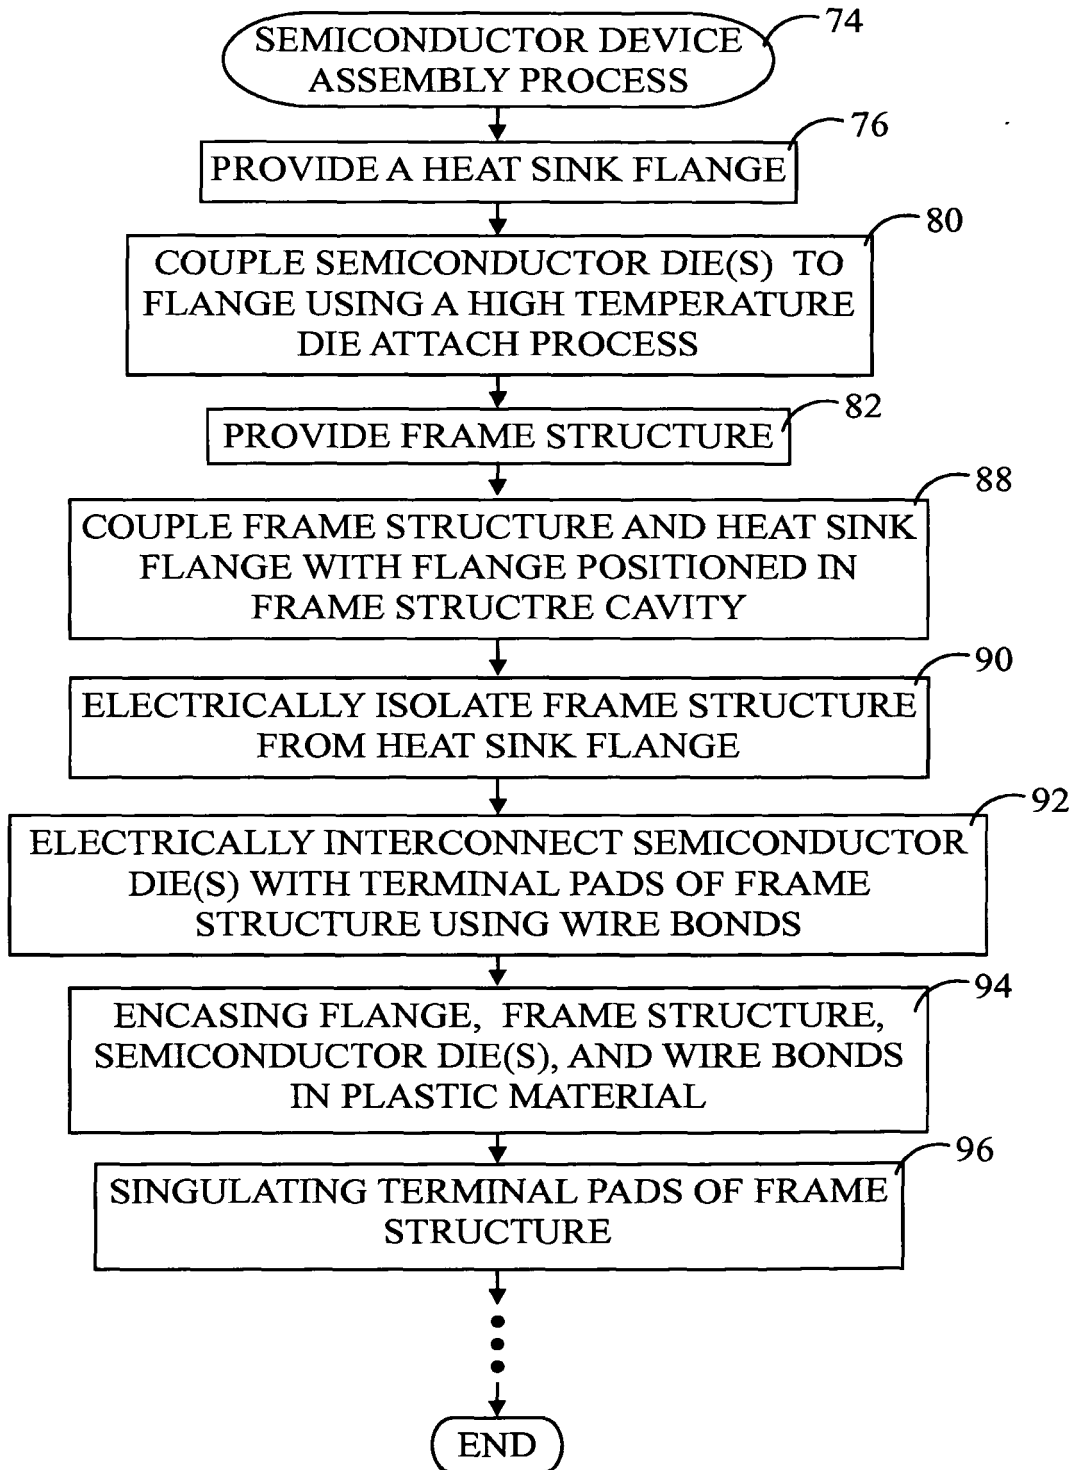 74
SEMICONDUCTOR DEVICE
ASSEMBLY PROCESS
76
PROVIDE A HEAT SINK FLANGE
80
COUPLE SEMICONDUCTOR DIE(S) TO
FLANGE USING A HIGH TEMPERATURE
DIE ATTACH PROCESS
82
PROVIDE FRAME STRUCTURE
88
COUPLE FRAME STRUCTURE AND HEAT SINK
FLANGE WITH FLANGE POSITIONED IN
FRAME STRUCTRE CAVITY
90
ELECTRICALLY ISOLATE FRAME STRUCTURE
FROM HEAT SINK FLANGE
92
ELECTRICALLY INTERCONNECT SEMICONDUCTOR
DIE(S) WITH TERMINAL PADS OF FRAME
STRUCTURE USING WIRE BONDS
94
ENCASING FLANGE, FRAME STRUCTURE,
SEMICONDUCTOR DIE(S), AND WIRE BONDS
IN PLASTIC MATERIAL
96
SINGULATING TERMINAL PADS OF FRAME
STRUCTURE
END